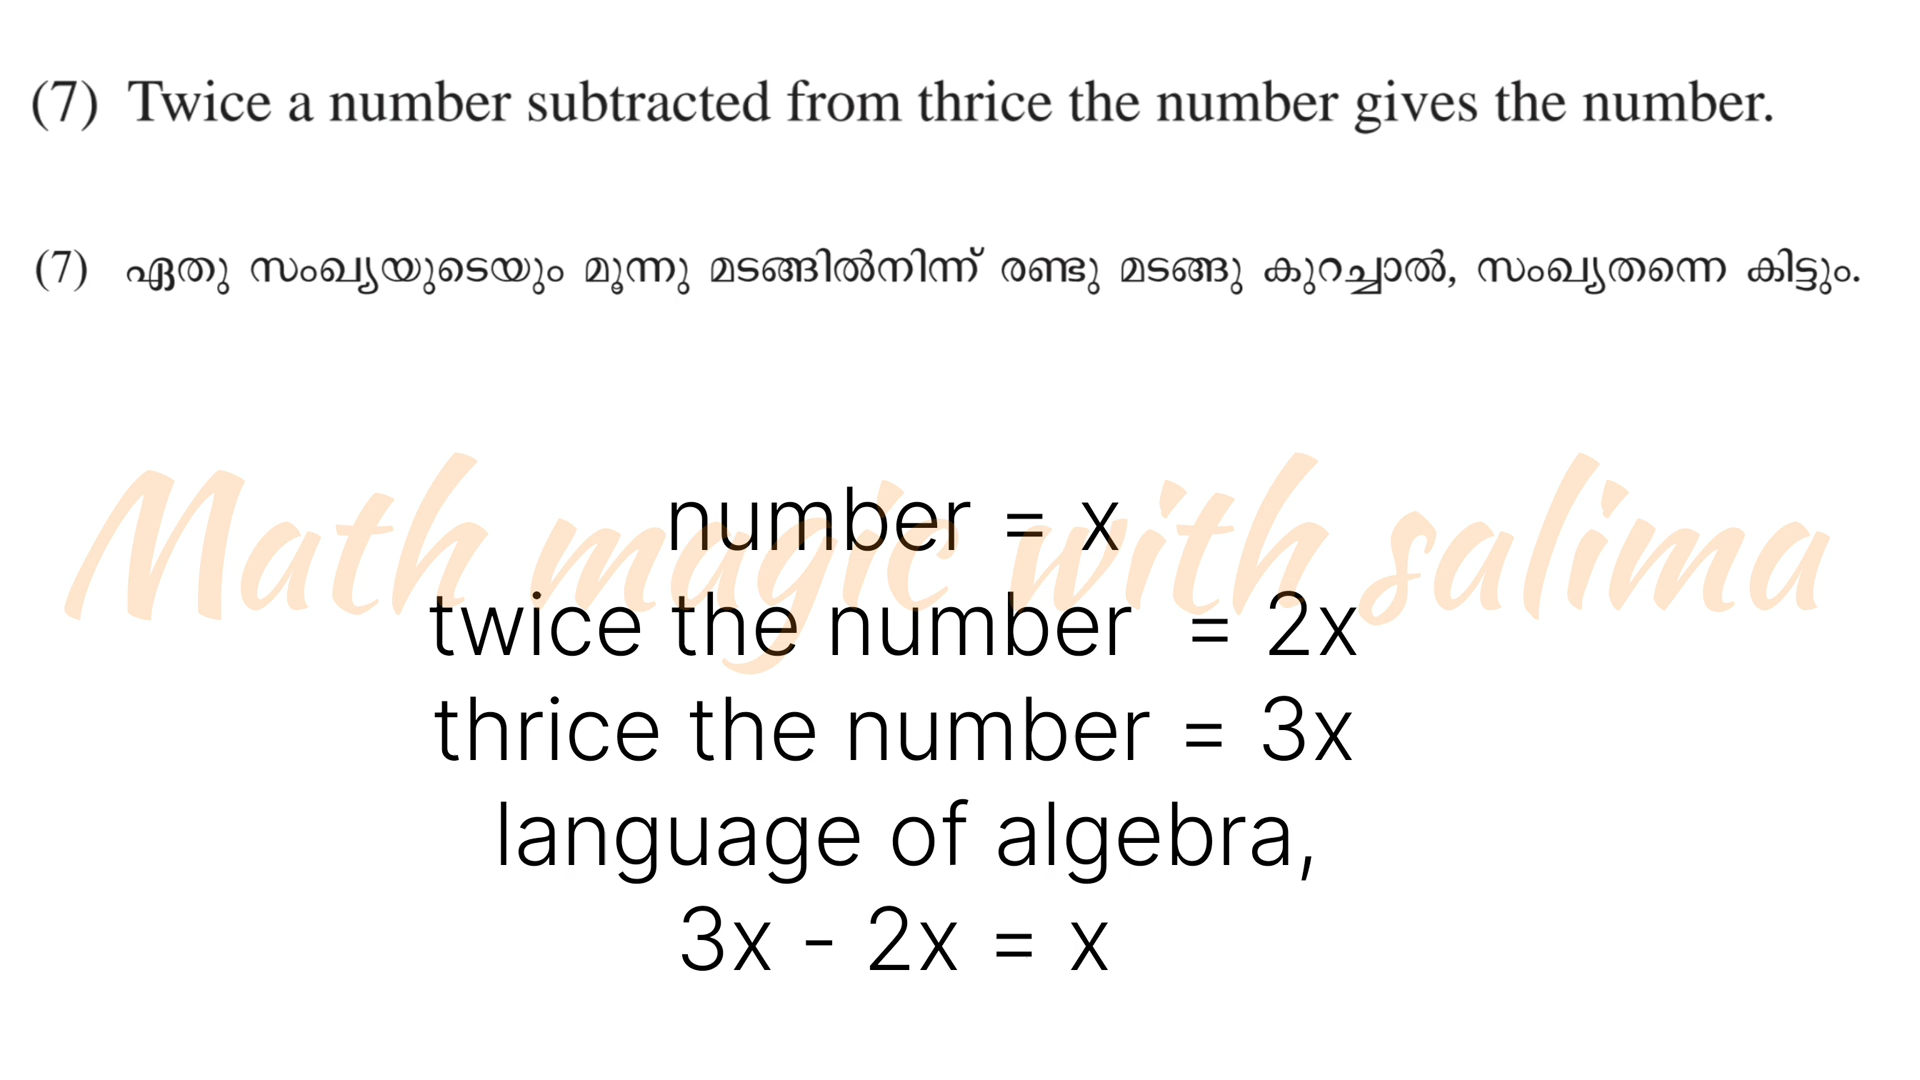 (7) Twice a number subtracted from thrice the number gives the number.
(7) ഏതു സംഖ്യയുടെയും മൂന്നു മടങ്ങിൽനിന്ന് രണ്ടു മടങ്ങു കുറച്ചാൽ, സംഖ്യതന്നെ കിട്ടും.
Math magic with salima
number = x
twice the number = 2x
thrice the number = 3x
language of algebra,
3x - 2x = x